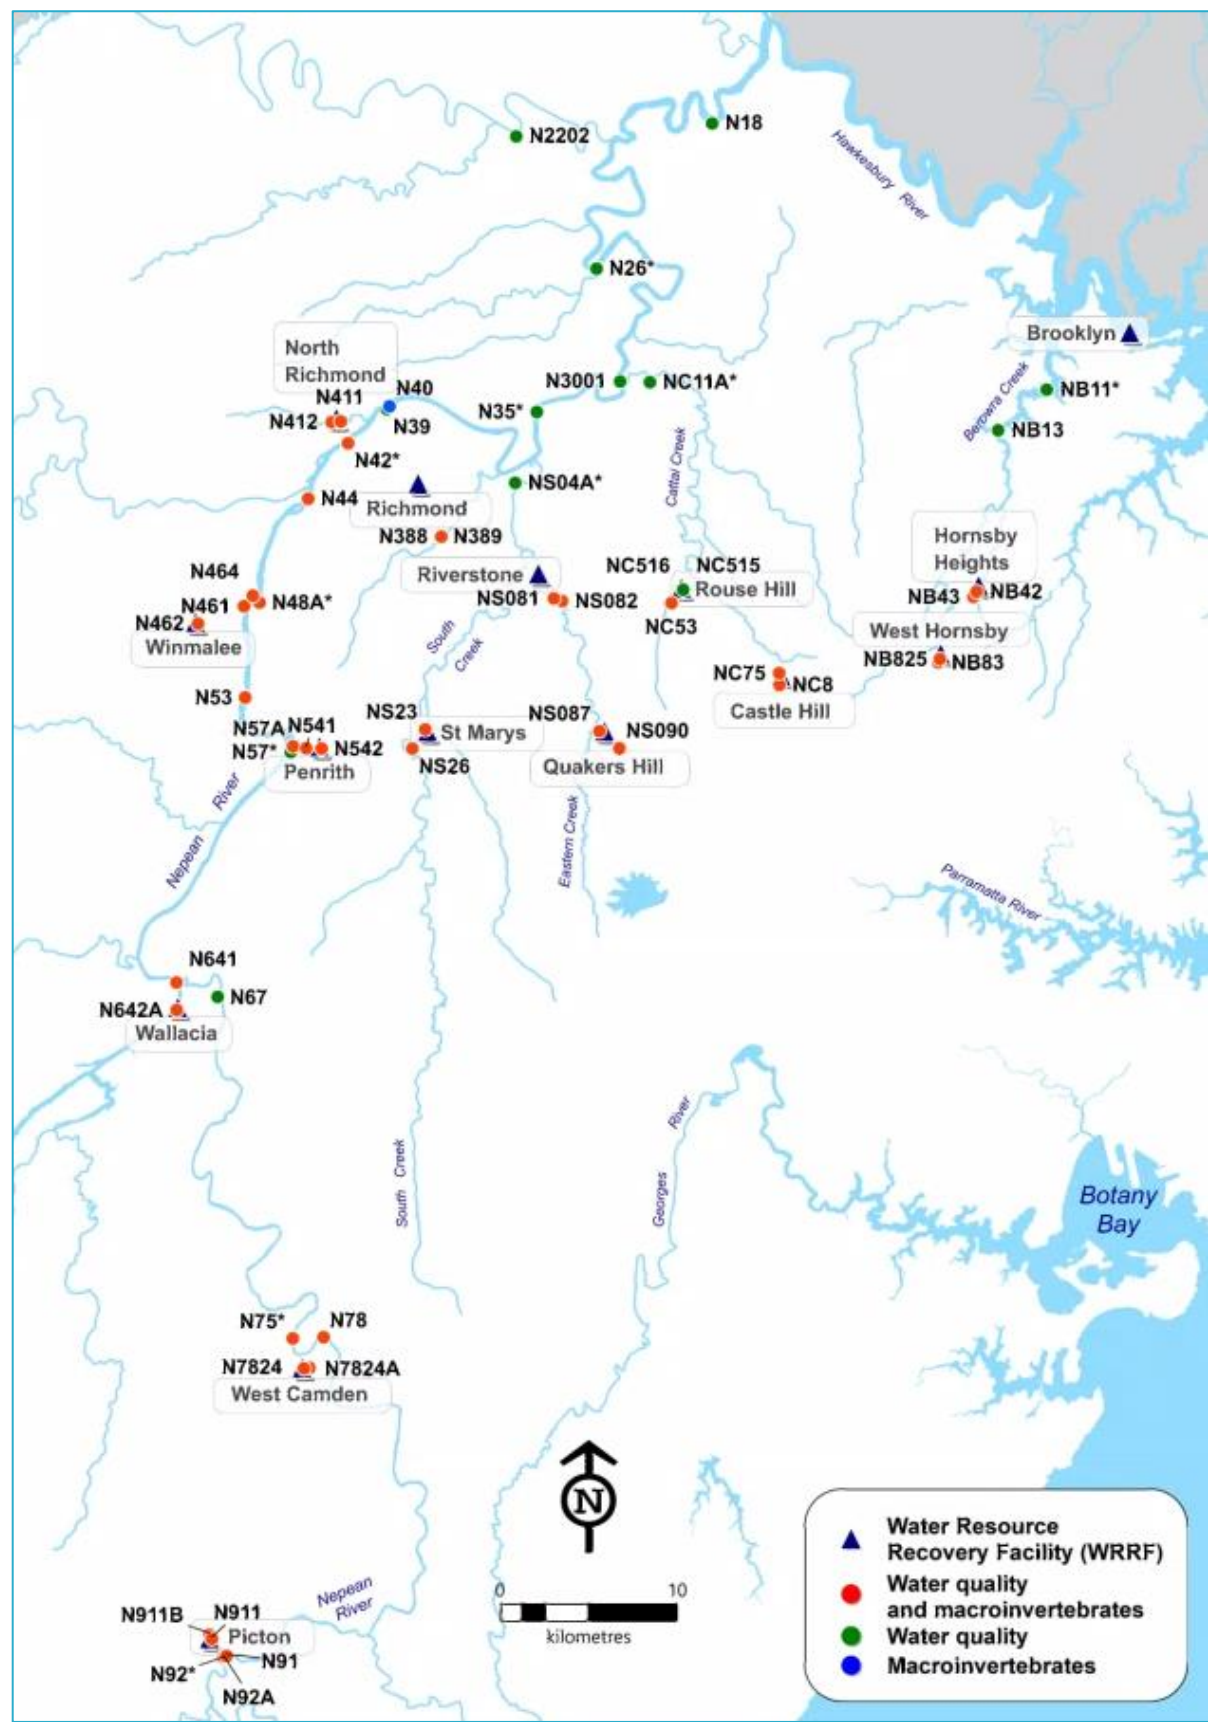 N18
N2202
Hawkesbury River
N26*
Brooklyn
North
Richmond
N411
N412
N40
N39
N42*
N3001
NC11A*
N35*
NB11*
Berowra Creek
NB13
NS04A*
Cattai Creek
N44
Richmond
N388
N389
Hornsby
Heights
Riverstone
NC516
NC515
Rouse Hill
NB43
NB42
N464
N461
N48A*
N462
Winmalee
NS081
NS082
NC53
West Hornsby
NB825
NB83
South
Creek
NC75
NC8
Castle Hill
N53
NS23
St Marys
NS26
NS087
NS090
Quakers Hill
N57A
N541
N57*
N542
Penrith
Nepean River
Eastern Creek
Parramatta River
N641
N67
N642A
Wallacia
South Creek
Georges River
Botany
Bay
N75*
N78
N7824
N7824A
West Camden
N
0 10
kilometres
Nepean
River
N911B
N911
Picton
N92*
N91
N92A
Water Resource
Recovery Facility (WRRF)
Water quality
and macroinvertebrates
Water quality
Macroinvertebrates